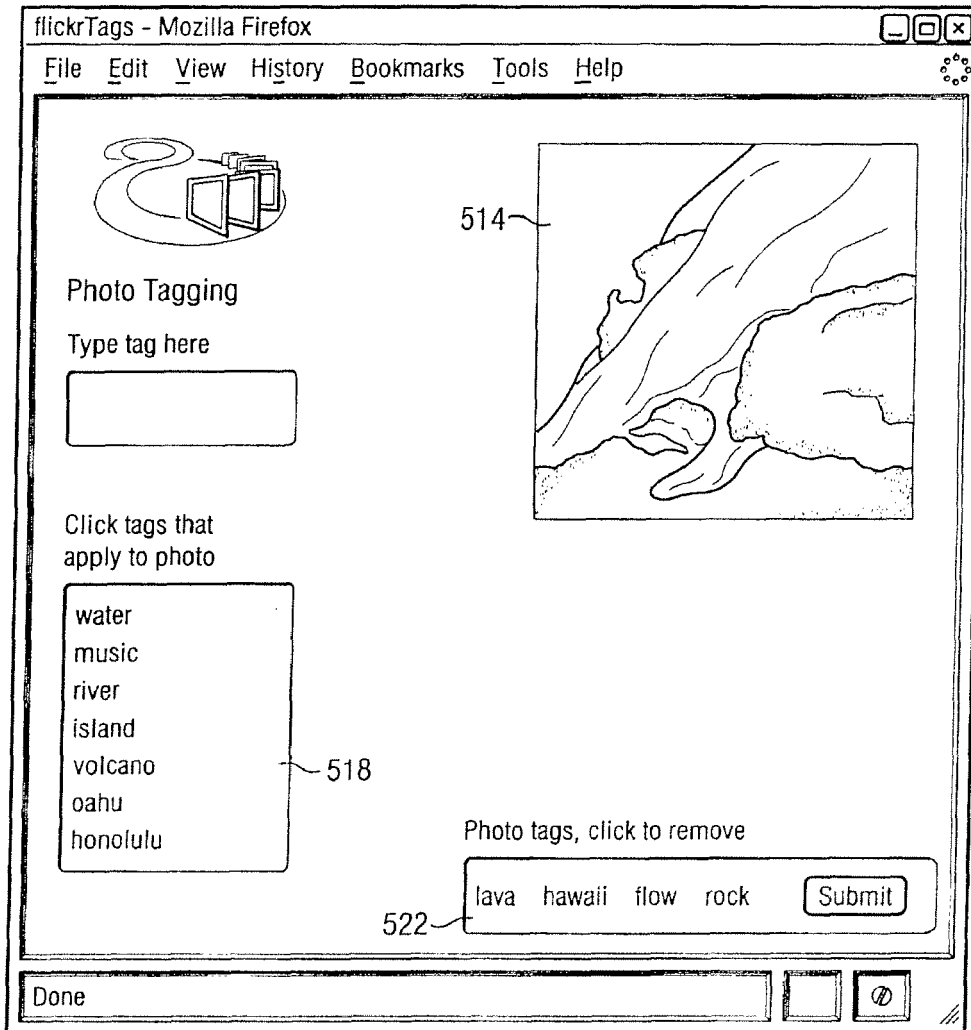 flickrTags - Mozilla Firefox
File Edit View History Bookmarks Tools Help
514
Photo Tagging
Type tag here
Click tags that
apply to photo
water
music
river
island
volcano
oahu
honolulu
518
Photo tags, click to remove
lava hawaii flow rock Submit
522
Done